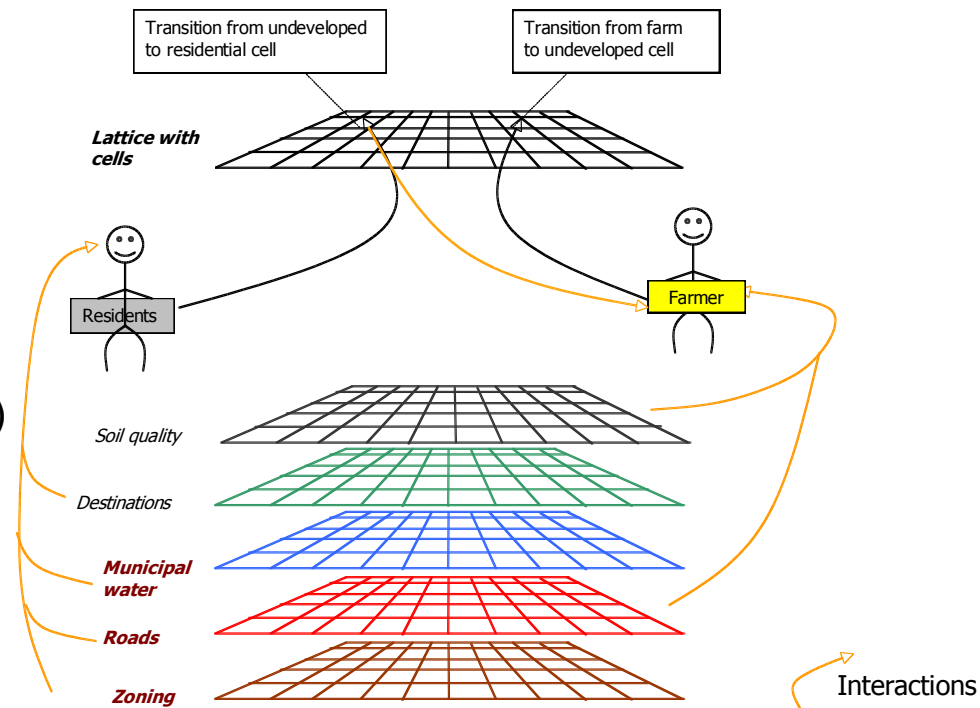 Transition from undeveloped
to residential cell
Transition from farm
to undeveloped cell
Lattice with
cells
Residents
Farmer
Soil quality
Destinations
Municipal
water
Roads
Zoning
Interactions
)